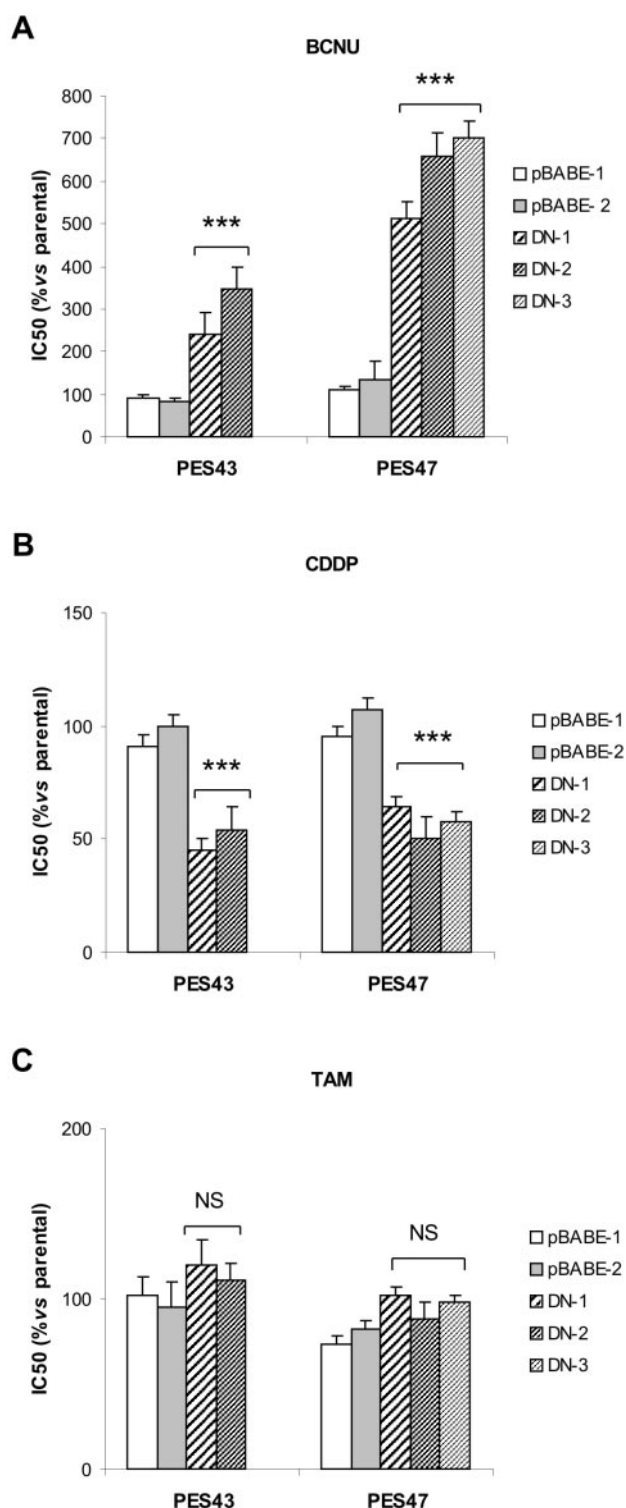 A
BCNU
IC50 (%vs parental)
800
700
600
500
400
300
200
100
0
***
***
PES43
PES47
pBABE-1
pBABE- 2
DN-1
DN-2
DN-3
B
CDDP
IC50 (%vs parental)
150
100
50
0
***
***
PES43
PES47
pBABE-1
pBABE-2
DN-1
DN-2
DN-3
C
TAM
IC50 (%vs parental)
200
100
0
NS
NS
PES43
PES47
pBABE-1
pBABE-2
DN-1
DN-2
DN-3